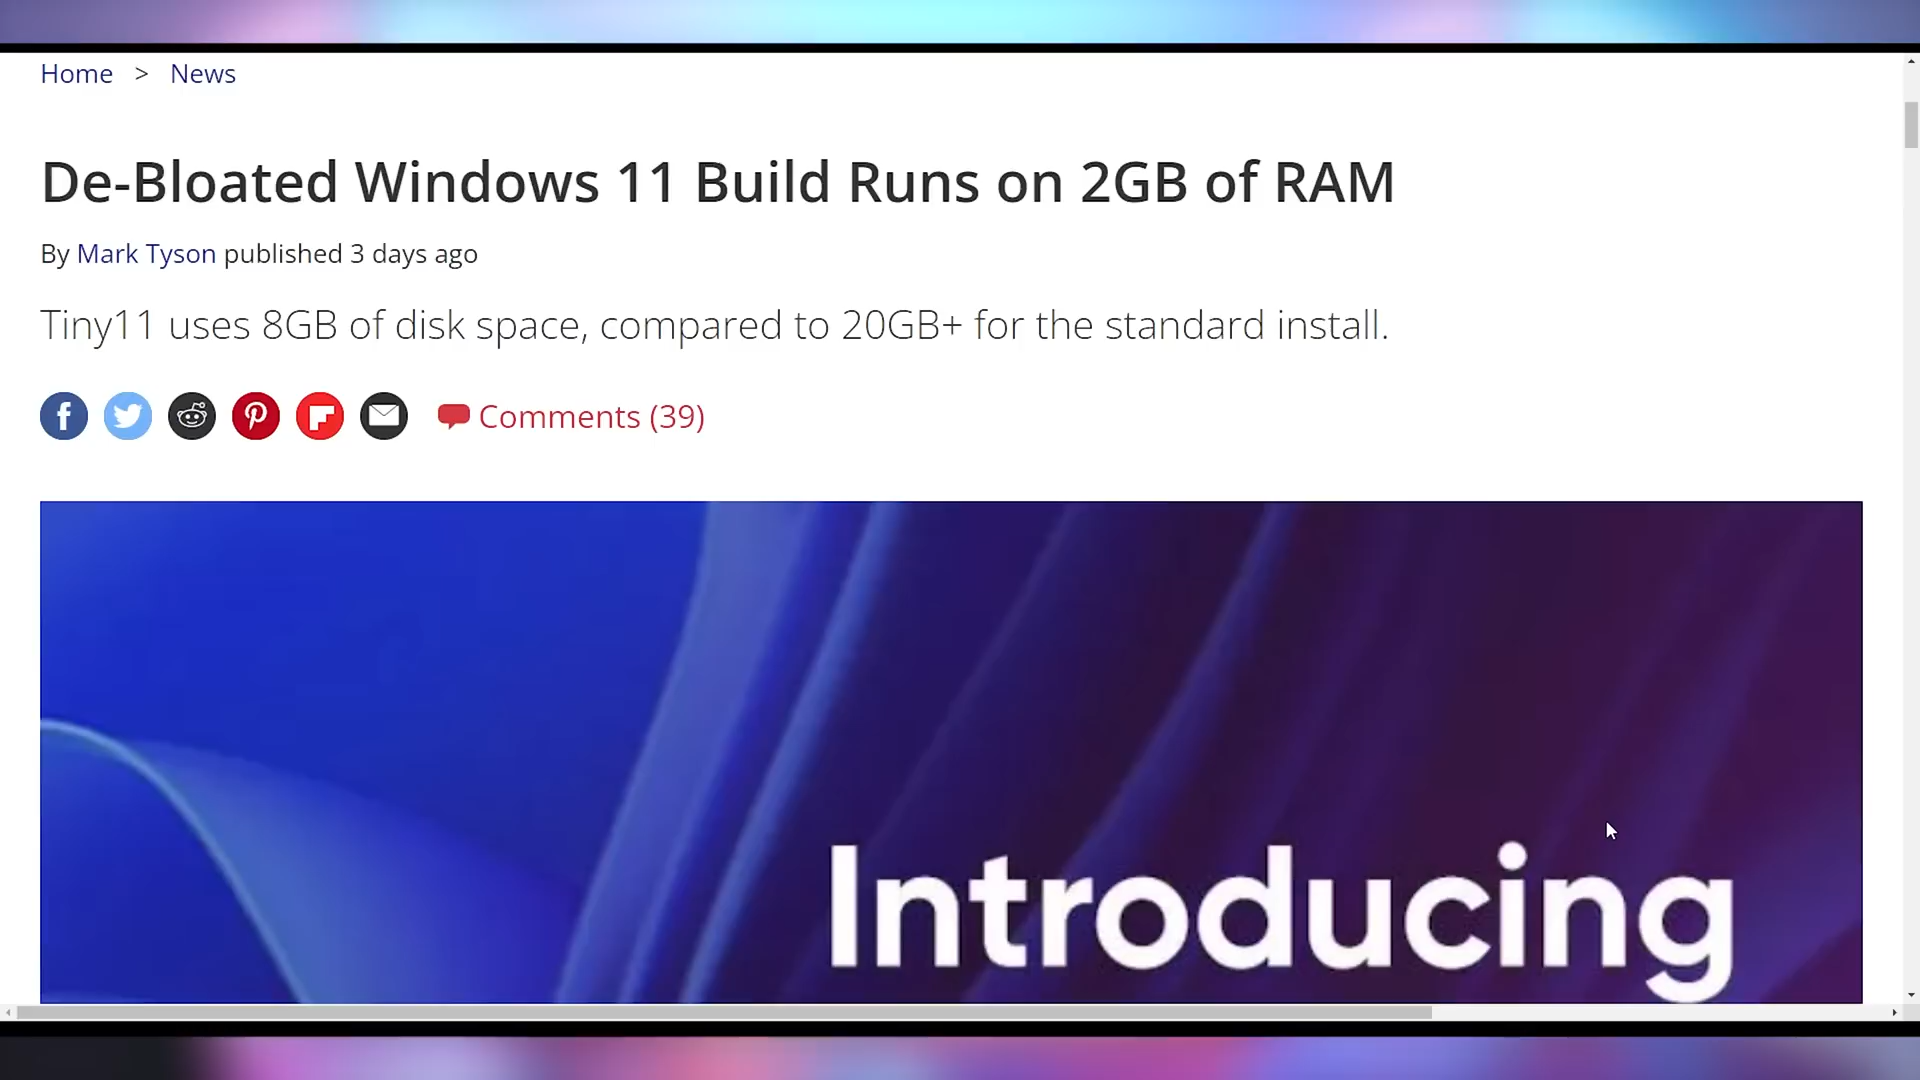 Home > News
De-Bloated Windows 11 Build Runs on 2GB of RAM
By Mark Tyson published 3 days ago
Tiny11 uses 8GB of disk space, compared to 20GB+ for the standard install.
Comments (39)
Introducing